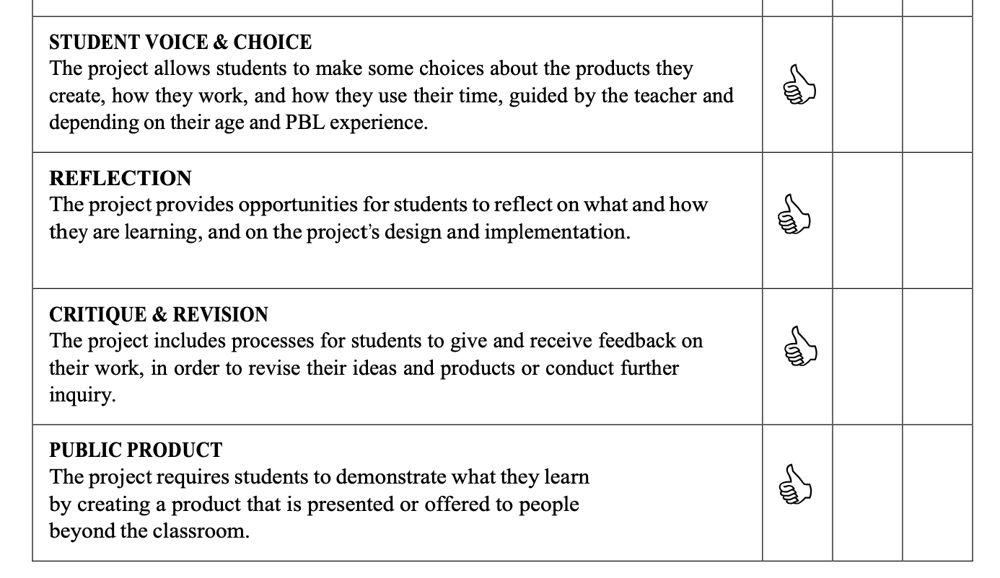 STUDENT VOICE & CHOICE
The project allows students to make some choices about the products they
create, how they work, and how they use their time, guided by the teacher and
depending on their age and PBL experience.
REFLECTION
The project provides opportunities for students to reflect on what and how
they are learning, and on the project’s design and implementation.
CRITIQUE & REVISION
The project includes processes for students to give and receive feedback on
their work, in order to revise their ideas and products or conduct further
inquiry.
PUBLIC PRODUCT
The project requires students to demonstrate what they learn
by creating a product that is presented or offered to people
beyond the classroom.